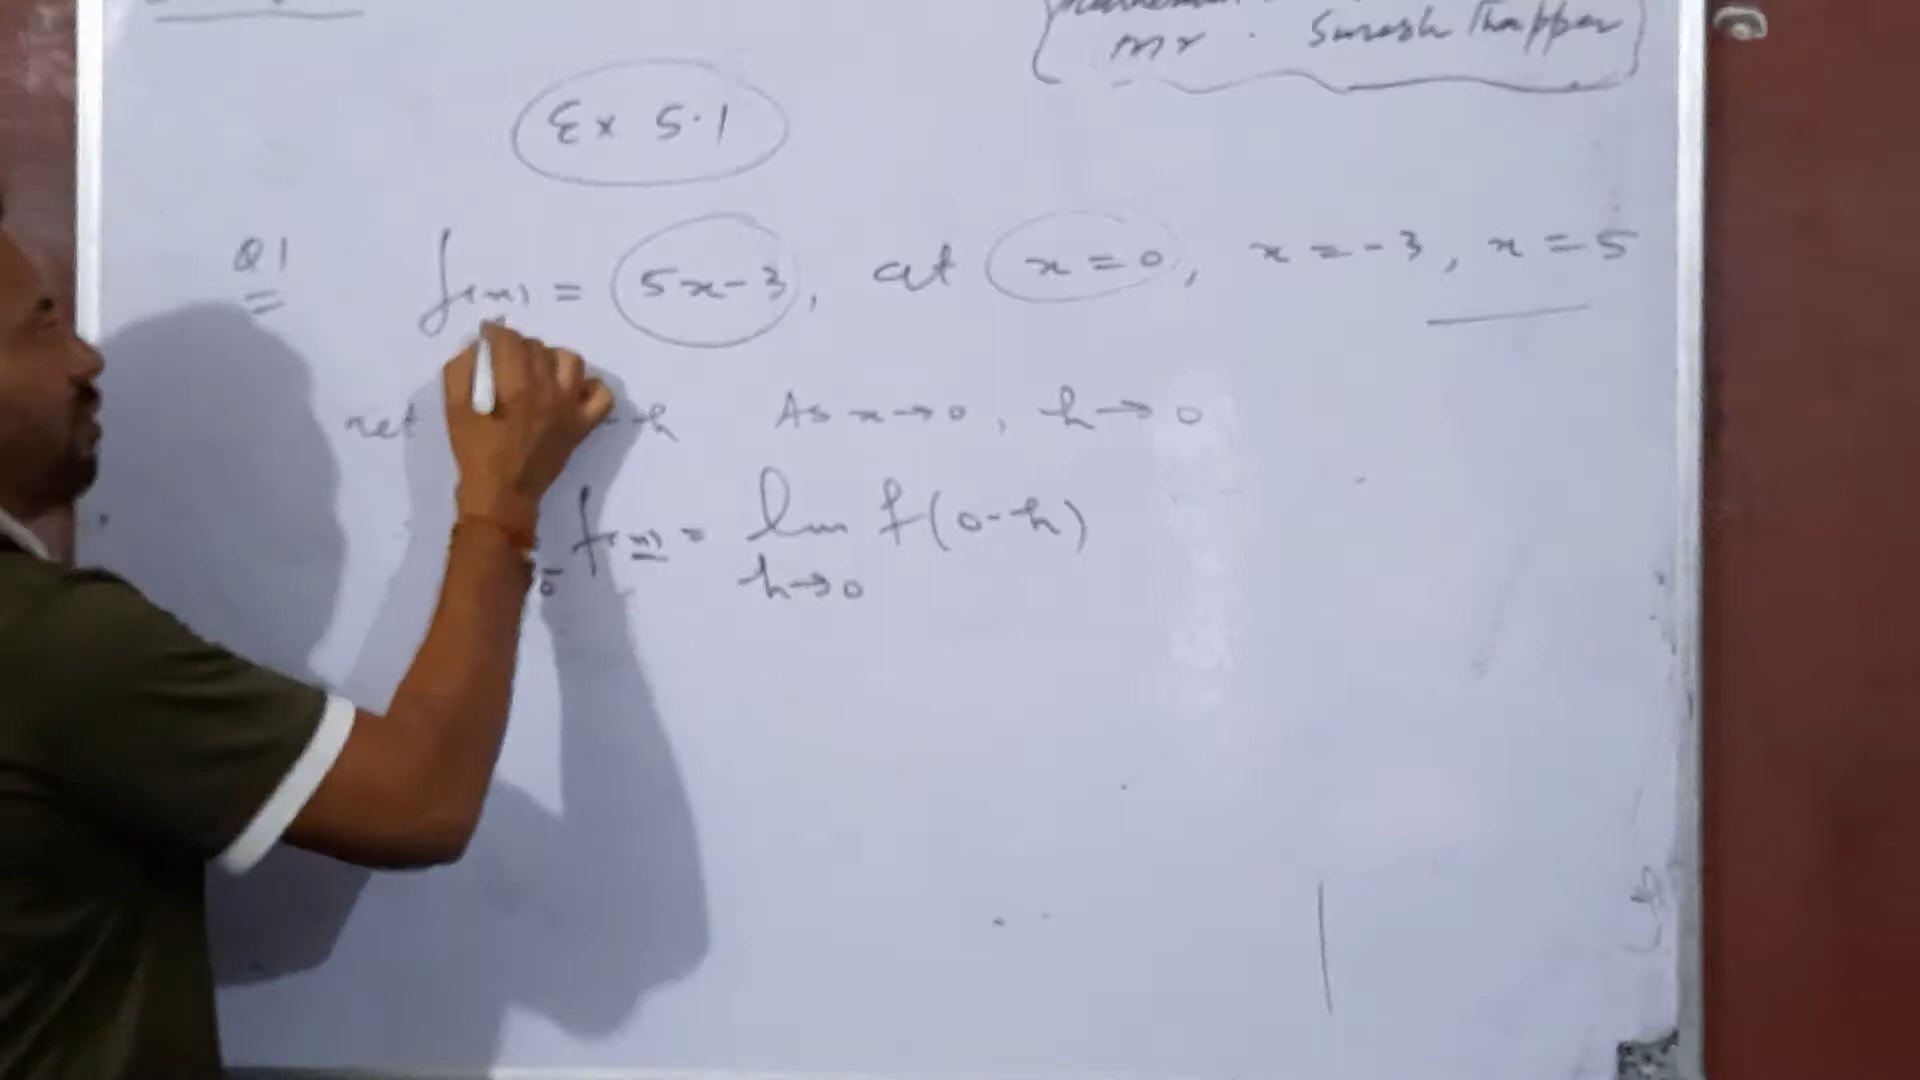 Mr. Suresh Thapper
Ex 5.1
Q1 f(x) = 5x-3, at x=0, x=-3, x=5
Let -h As x→0, h→0
f(x) = lim f(0-h)
h→0